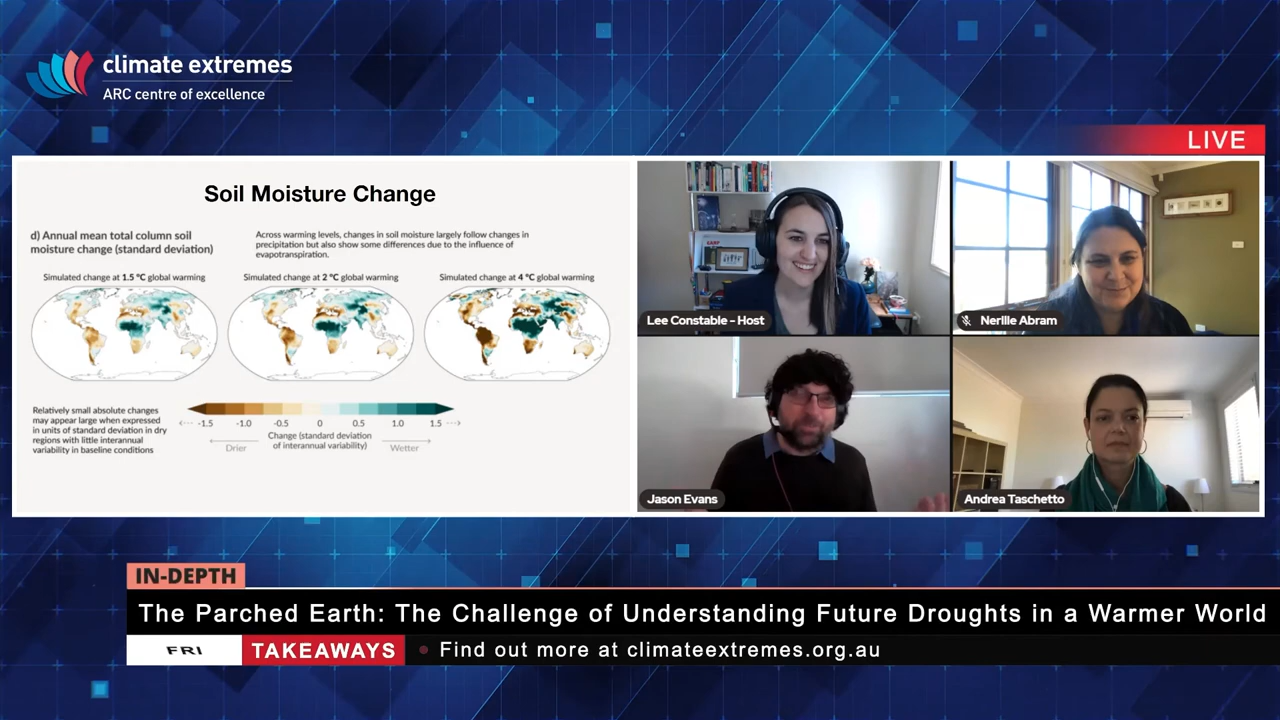 climate extremes
ARC centre of excellence
LIVE
Soil Moisture Change
d) Annual mean total column soil
moisture change (standard deviation)
Across warming levels, changes in soil moisture largely follow changes in
precipitation but also show some differences due to the influence of
evapotranspiration.
Simulated change at 1.5 °C global warming
Simulated change at 2 °C global warming
Simulated change at 4 °C global warming
Relatively small absolute changes
may appear large when expressed
in units of standard deviation in dry
regions with little interannual
variability in baseline conditions
-1.5 -1.0 -0.5 0 0.5 1.0 1.5
Change (standard deviation
of interannual variability)
Drier
Wetter
Lee Constable - Host
Nerilie Abram
Jason Evans
Andrea Taschetto
IN-DEPTH
The Parched Earth: The Challenge of Understanding Future Droughts in a Warmer World
FRI
TAKEAWAYS
• Find out more at climateextremes.org.au